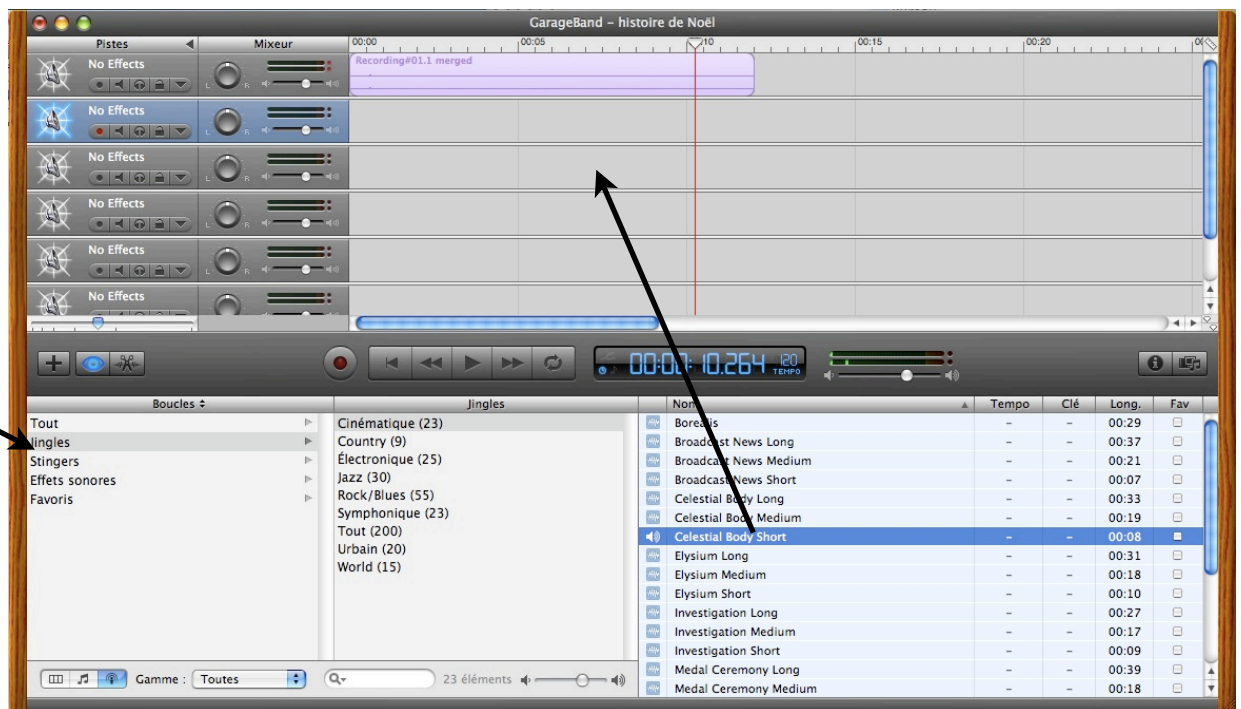 GarageBand – histoire de Noël
Pistes Mixeur 00:00 00:05 00:10 00:15 00:20
No Effects
Recording#01.1 merged
L R
No Effects
L R
No Effects
L R
No Effects
L R
No Effects
L R
No Effects
00:00:10.264 120 TEMPO
Boucles Jingles Nom Tempo Clé Long. Fav
Tout
Jingles
Stingers
Effets sonores
Favoris
Cinématique (23)
Country (9)
Électronique (25)
Jazz (30)
Rock/Blues (55)
Symphonique (23)
Tout (200)
Urbain (20)
World (15)
Borealis – – 00:29
Broadcast News Long – – 00:37
Broadcast News Medium – – 00:21
Broadcast News Short – – 00:07
Celestial Body Long – – 00:33
Celestial Body Medium – – 00:19
Celestial Body Short – – 00:08
Elysium Long – – 00:31
Elysium Medium – – 00:18
Elysium Short – – 00:10
Investigation Long – – 00:27
Investigation Medium – – 00:17
Investigation Short – – 00:09
Medal Ceremony Long – – 00:39
Medal Ceremony Medium – – 00:18
Gamme : Toutes 23 éléments